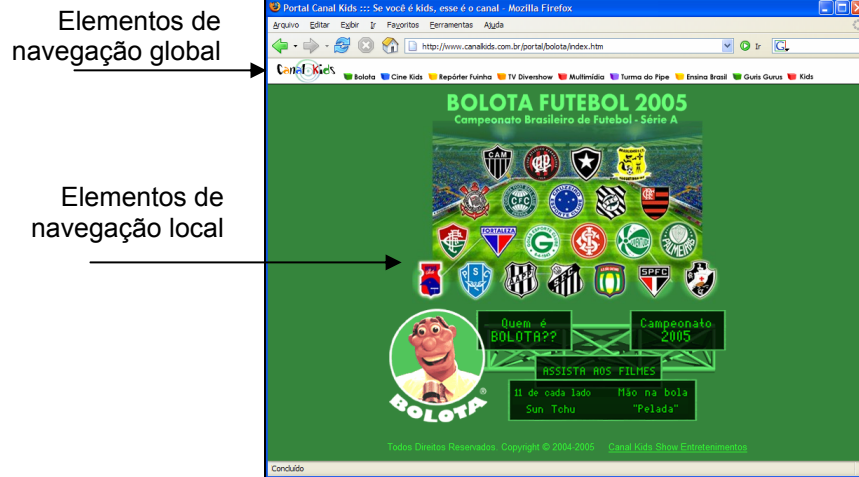 Elementos de
navegação global
Elementos de
navegação local
Portal Canal Kids ::: Se você é kids, esse é o canal - Mozilla Firefox
Arquivo Editar Exibir Ir Favoritos Ferramentas Ajuda
http://www.canalkids.com.br/portal/bolota/index.htm
Ir
G
Canal Kids
Bolota Cine Kids Repórter Fuinha TV Divershow Multimídia Turma do Pipe Ensina Brasil Guris Gurus Kids
BOLOTA FUTEBOL 2005
Campeonato Brasileiro de Futebol - Série A
CAM
CFC
FORTALEZA
PALMEIRAS
SPFC
Quem é
BOLOTA??
Campeonato
2005
ASSISTA AOS FILMES
11 de cada lado Mão na bola
Sun Tchu "Pelada"
BOLOTA®
Todos Direitos Reservados. Copyright © 2004-2005 Canal Kids Show Entretenimentos
Concluído